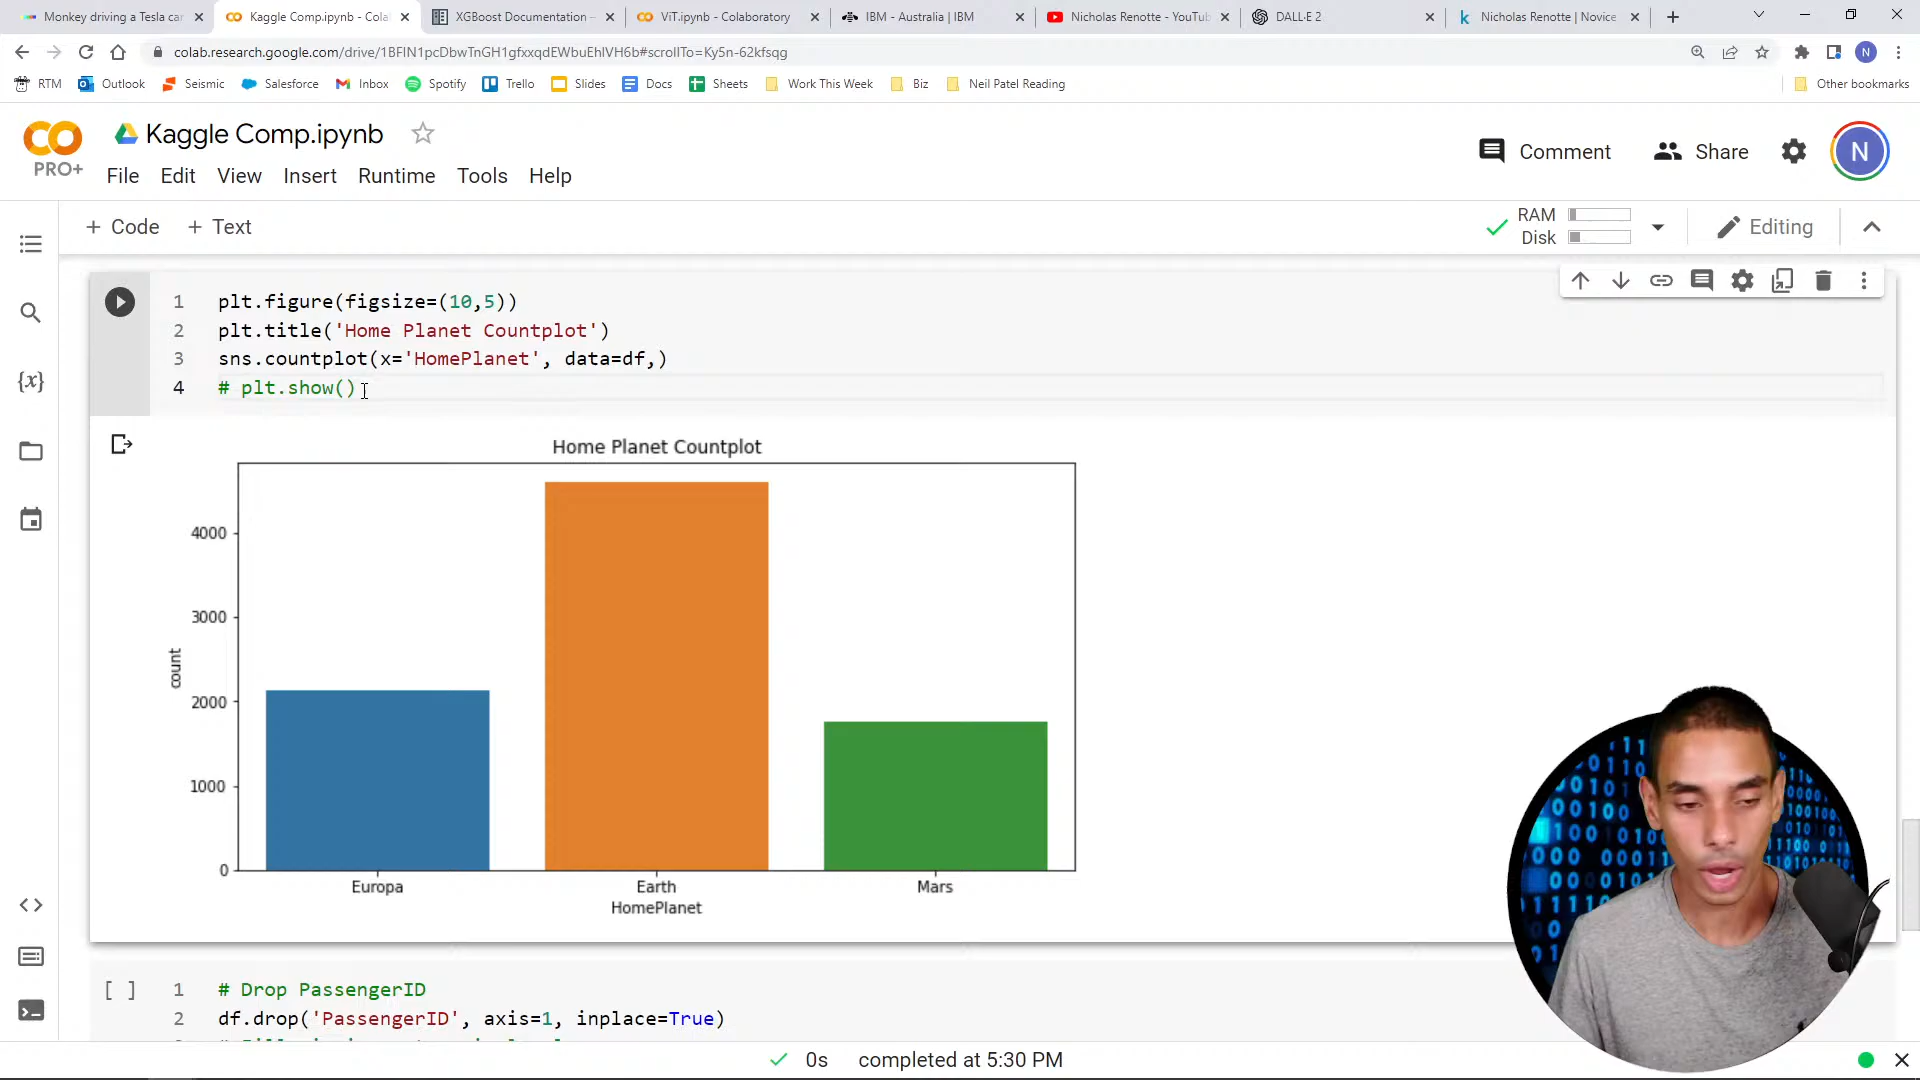 Monkey driving a Tesla car
Kaggle Comp.ipynb - Cola
XGBoost Documentation
ViT.ipynb - Colaboratory
IBM - Australia | IBM
Nicholas Renotte - YouTub
DALL·E 2
Nicholas Renotte | Novice
colab.research.google.com/drive/1BFIN1pcDbwTnGH1gfxxqdEWbuEhlVH6b#scrollTo=Ky5n-62kfsqg
RTM
Outlook
Seismic
Salesforce
Inbox
Spotify
Trello
Slides
Docs
Sheets
Work This Week
Biz
Neil Patel Reading
Other bookmarks
CO
PRO+
Kaggle Comp.ipynb
File Edit View Insert Runtime Tools Help
Comment
Share
N
+ Code + Text
RAM
Disk
Editing
1 plt.figure(figsize=(10,5))
2 plt.title('Home Planet Countplot')
3 sns.countplot(x='HomePlanet', data=df,)
4 # plt.show()
Home Planet Countplot
4000
3000
2000
1000
0
count
Europa Earth Mars
HomePlanet
[ ] 1 # Drop PassengerID
2 df.drop('PassengerID', axis=1, inplace=True)
0s completed at 5:30 PM